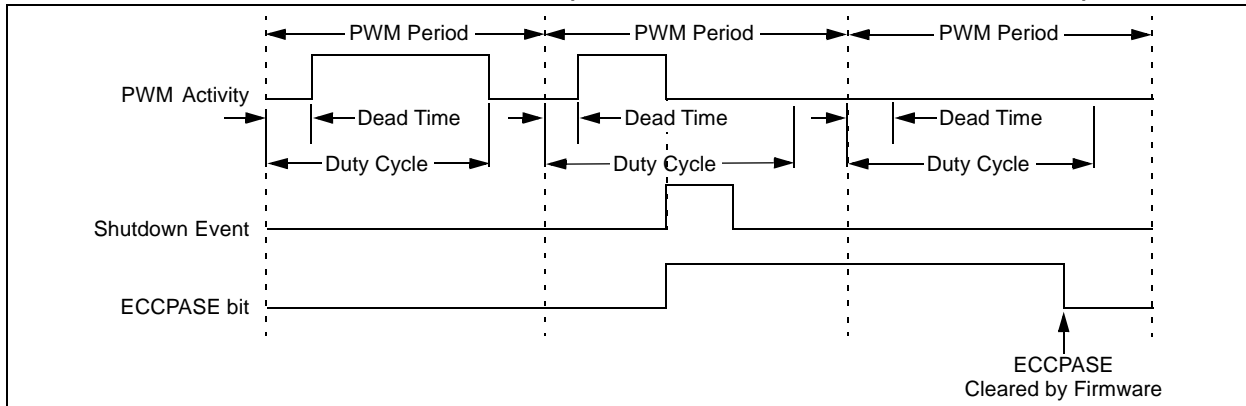 PWM Period PWM Period PWM Period
PWM Activity
Dead Time Dead Time Dead Time
Duty Cycle Duty Cycle Duty Cycle
Shutdown Event
ECCPASE bit
ECCPASE
Cleared by Firmware